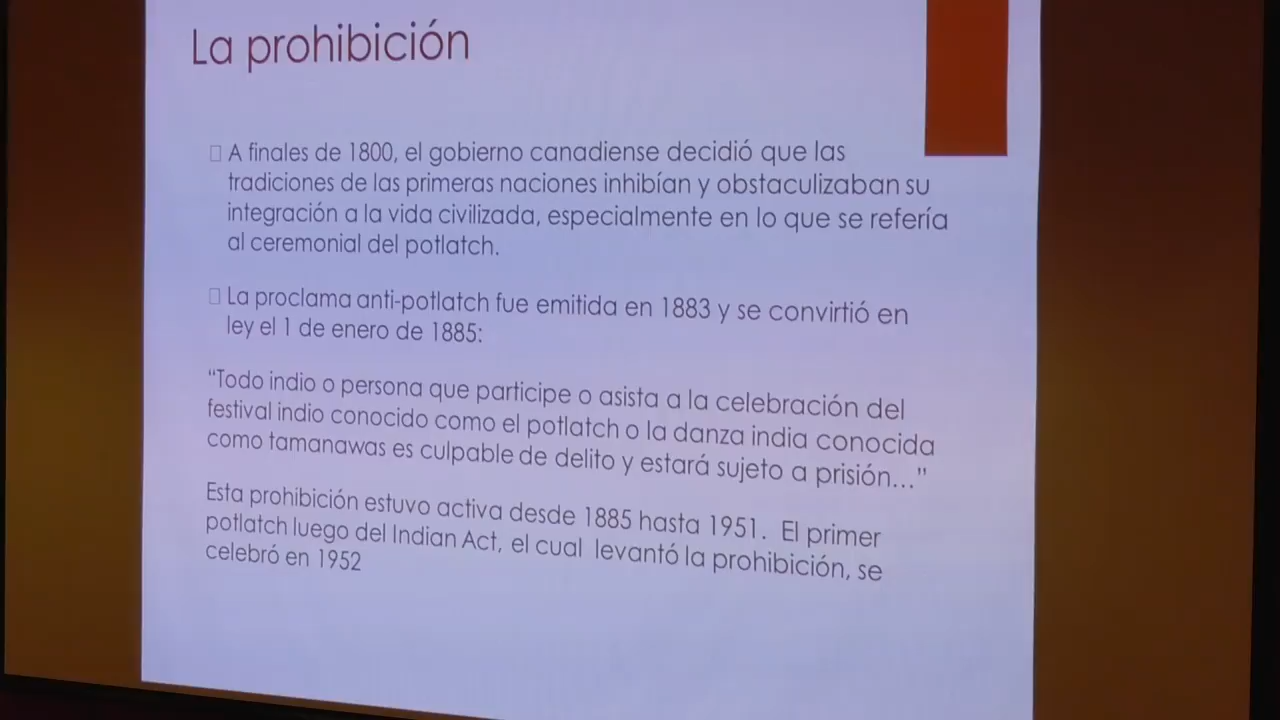 La prohibición
A finales de 1800, el gobierno canadiense decidió que las
tradiciones de las primeras naciones inhibían y obstaculizaban su
integración a la vida civilizada, especialmente en lo que se refería
al ceremonial del potlatch.
La proclama anti-potlatch fue emitida en 1883 y se convirtió en
ley el 1 de enero de 1885:
“Todo indio o persona que participe o asista a la celebración del
festival indio conocido como el potlatch o la danza india conocida
como tamanawas es culpable de delito y estará sujeto a prisión…”
Esta prohibición estuvo activa desde 1885 hasta 1951.  El primer
potlatch luego del Indian Act, el cual  levantó la prohibición, se
celebró en 1952